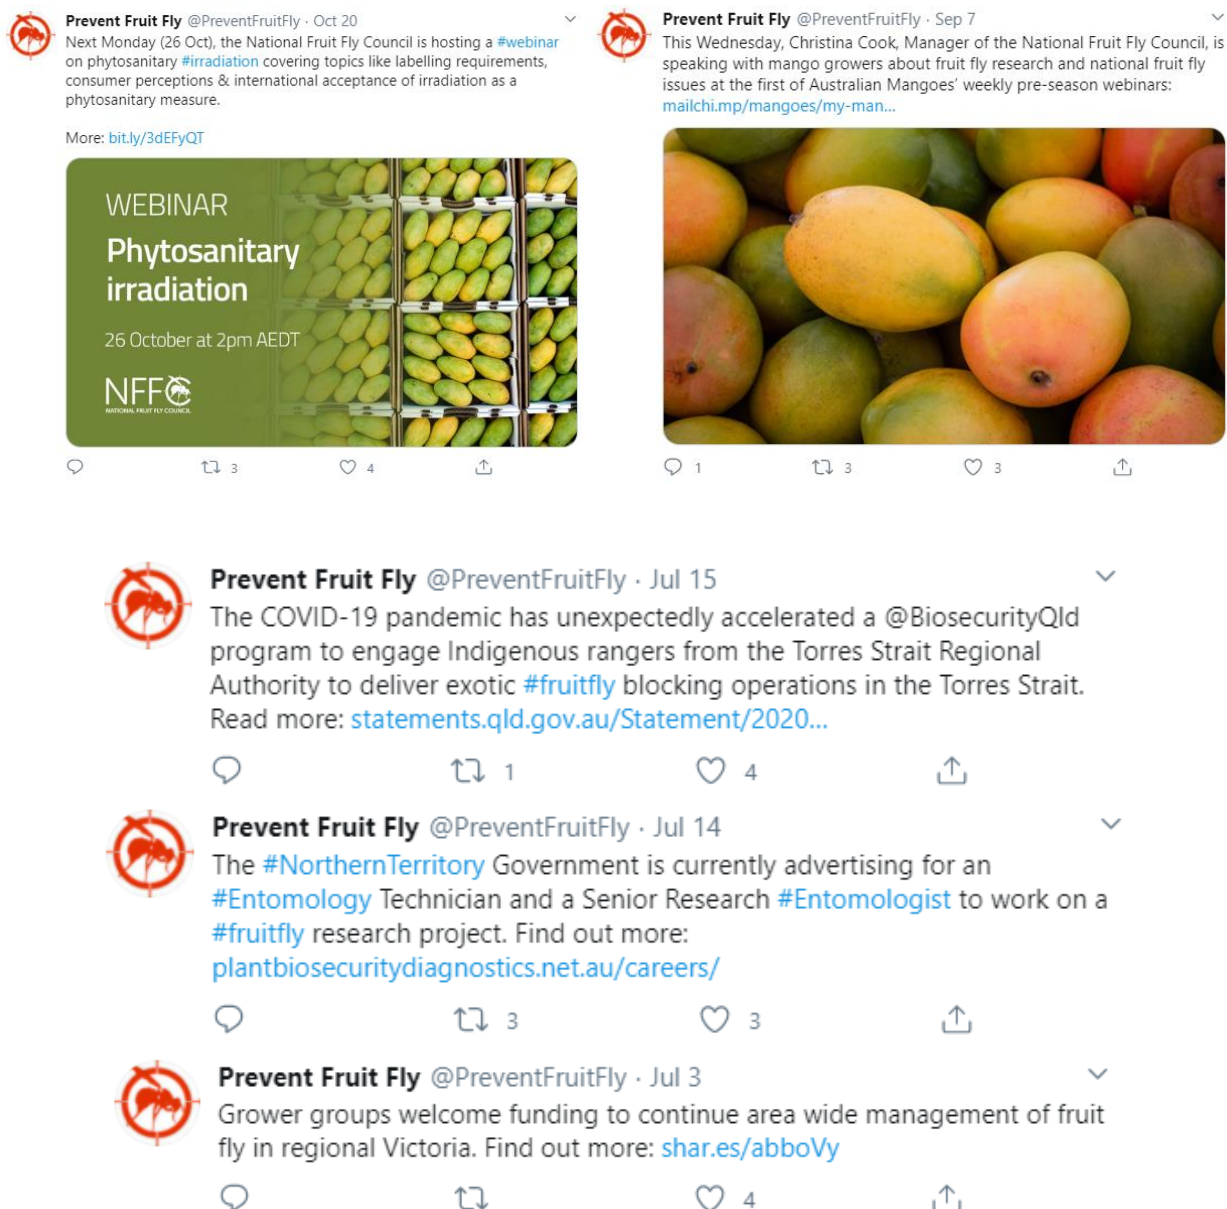 Prevent Fruit Fly @PreventFruitFly · Oct 20
Next Monday (26 Oct), the National Fruit Fly Council is hosting a #webinar
on phytosanitary #irradiation covering topics like labelling requirements,
consumer perceptions & international acceptance of irradiation as a
phytosanitary measure.
More: bit.ly/3dEFyQT
WEBINAR
Phytosanitary
irradiation
26 October at 2pm AEDT
NFFC
NATIONAL FRUIT FLY COUNCIL
3 4
Prevent Fruit Fly @PreventFruitFly · Sep 7
This Wednesday, Christina Cook, Manager of the National Fruit Fly Council, is
speaking with mango growers about fruit fly research and national fruit fly
issues at the first of Australian Mangoes' weekly pre-season webinars:
mailchi.mp/mangoes/my-man...
1 3 3
Prevent Fruit Fly @PreventFruitFly · Jul 15
The COVID-19 pandemic has unexpectedly accelerated a @BiosecurityQld
program to engage Indigenous rangers from the Torres Strait Regional
Authority to deliver exotic #fruitfly blocking operations in the Torres Strait.
Read more: statements.qld.gov.au/Statement/2020...
1 4
Prevent Fruit Fly @PreventFruitFly · Jul 14
The #NorthernTerritory Government is currently advertising for an
#Entomology Technician and a Senior Research #Entomologist to work on a
#fruitfly research project. Find out more:
plantbiosecuritydiagnostics.net.au/careers/
3 3
Prevent Fruit Fly @PreventFruitFly · Jul 3
Grower groups welcome funding to continue area wide management of fruit
fly in regional Victoria. Find out more: shar.es/abboVy
4